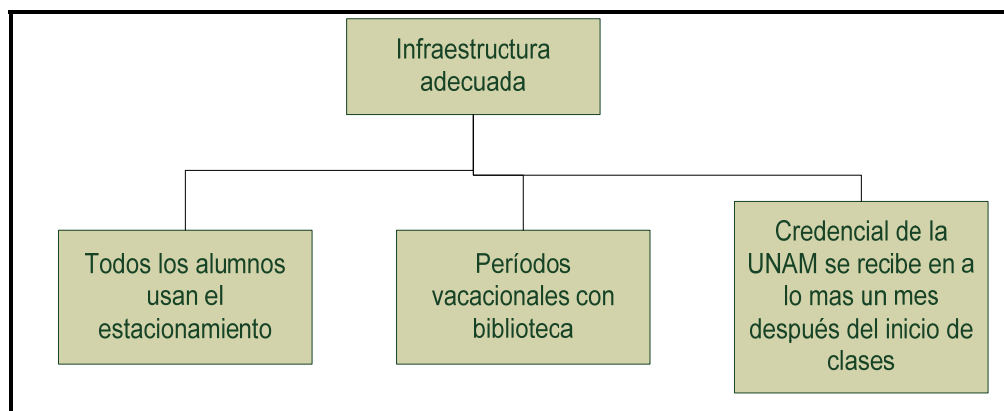 Infraestructura
adecuada
Todos los alumnos
usan el
estacionamiento
Períodos
vacacionales con
biblioteca
Credencial de la
UNAM se recibe en a
lo mas un mes
después del inicio de
clases